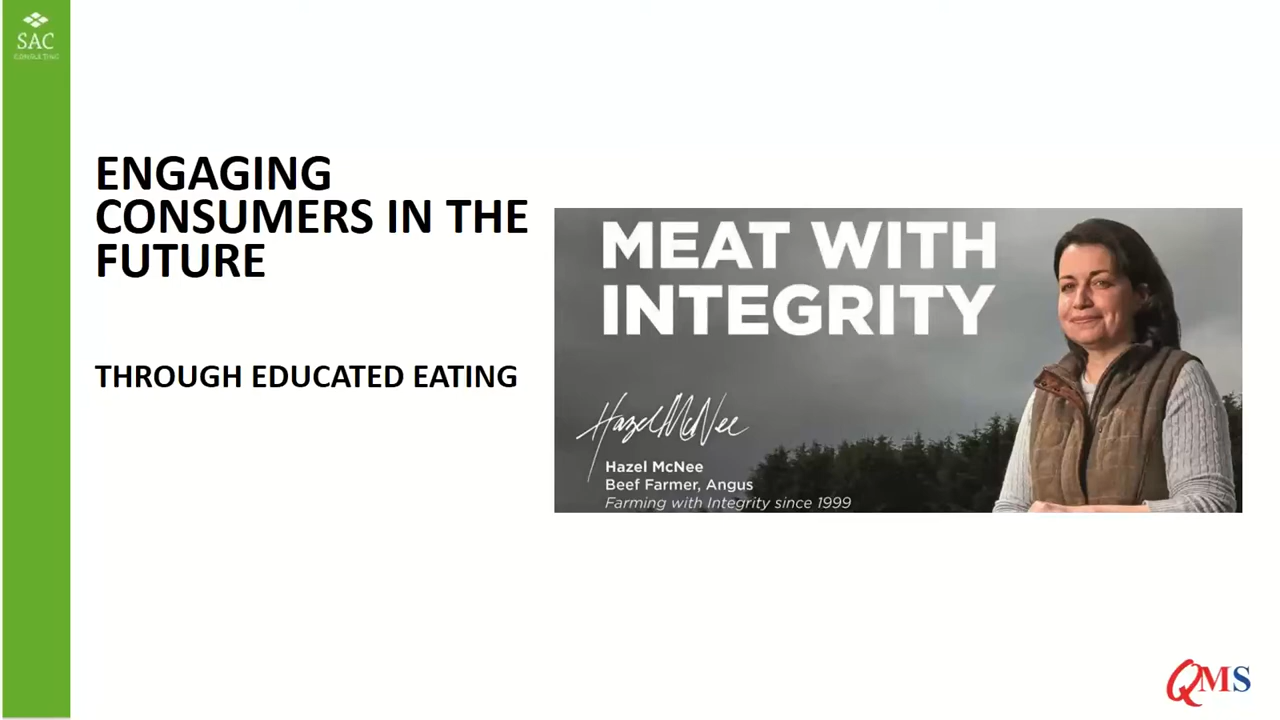 SAC
CONSULTING
ENGAGING
CONSUMERS IN THE
FUTURE
THROUGH EDUCATED EATING
MEAT WITH
INTEGRITY
Hazel McNee
Hazel McNee
Beef Farmer, Angus
Farming with Integrity since 1999
QMS